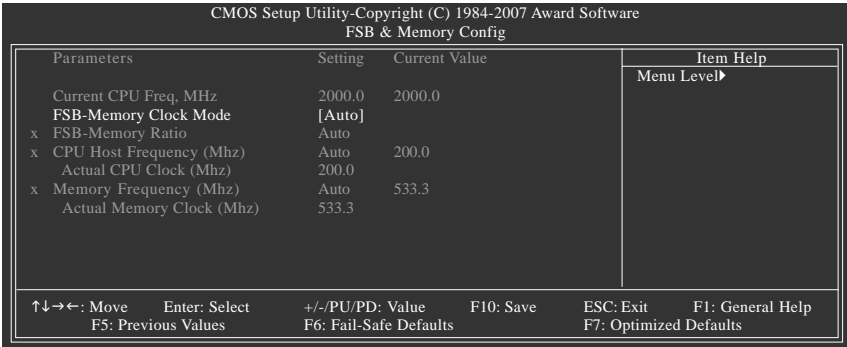 CMOS Setup Utility-Copyright (C) 1984-2007 Award Software
FSB & Memory Config
Parameters Setting Current Value Item Help
Menu Level▶
Current CPU Freq, MHz 2000.0 2000.0
FSB-Memory Clock Mode [Auto]
x FSB-Memory Ratio Auto
x CPU Host Frequency (Mhz) Auto 200.0
Actual CPU Clock (Mhz) 200.0
x Memory Frequency (Mhz) Auto 533.3
Actual Memory Clock (Mhz) 533.3
↑↓→←: Move Enter: Select +/-/PU/PD: Value F10: Save ESC: Exit F1: General Help
F5: Previous Values F6: Fail-Safe Defaults F7: Optimized Defaults